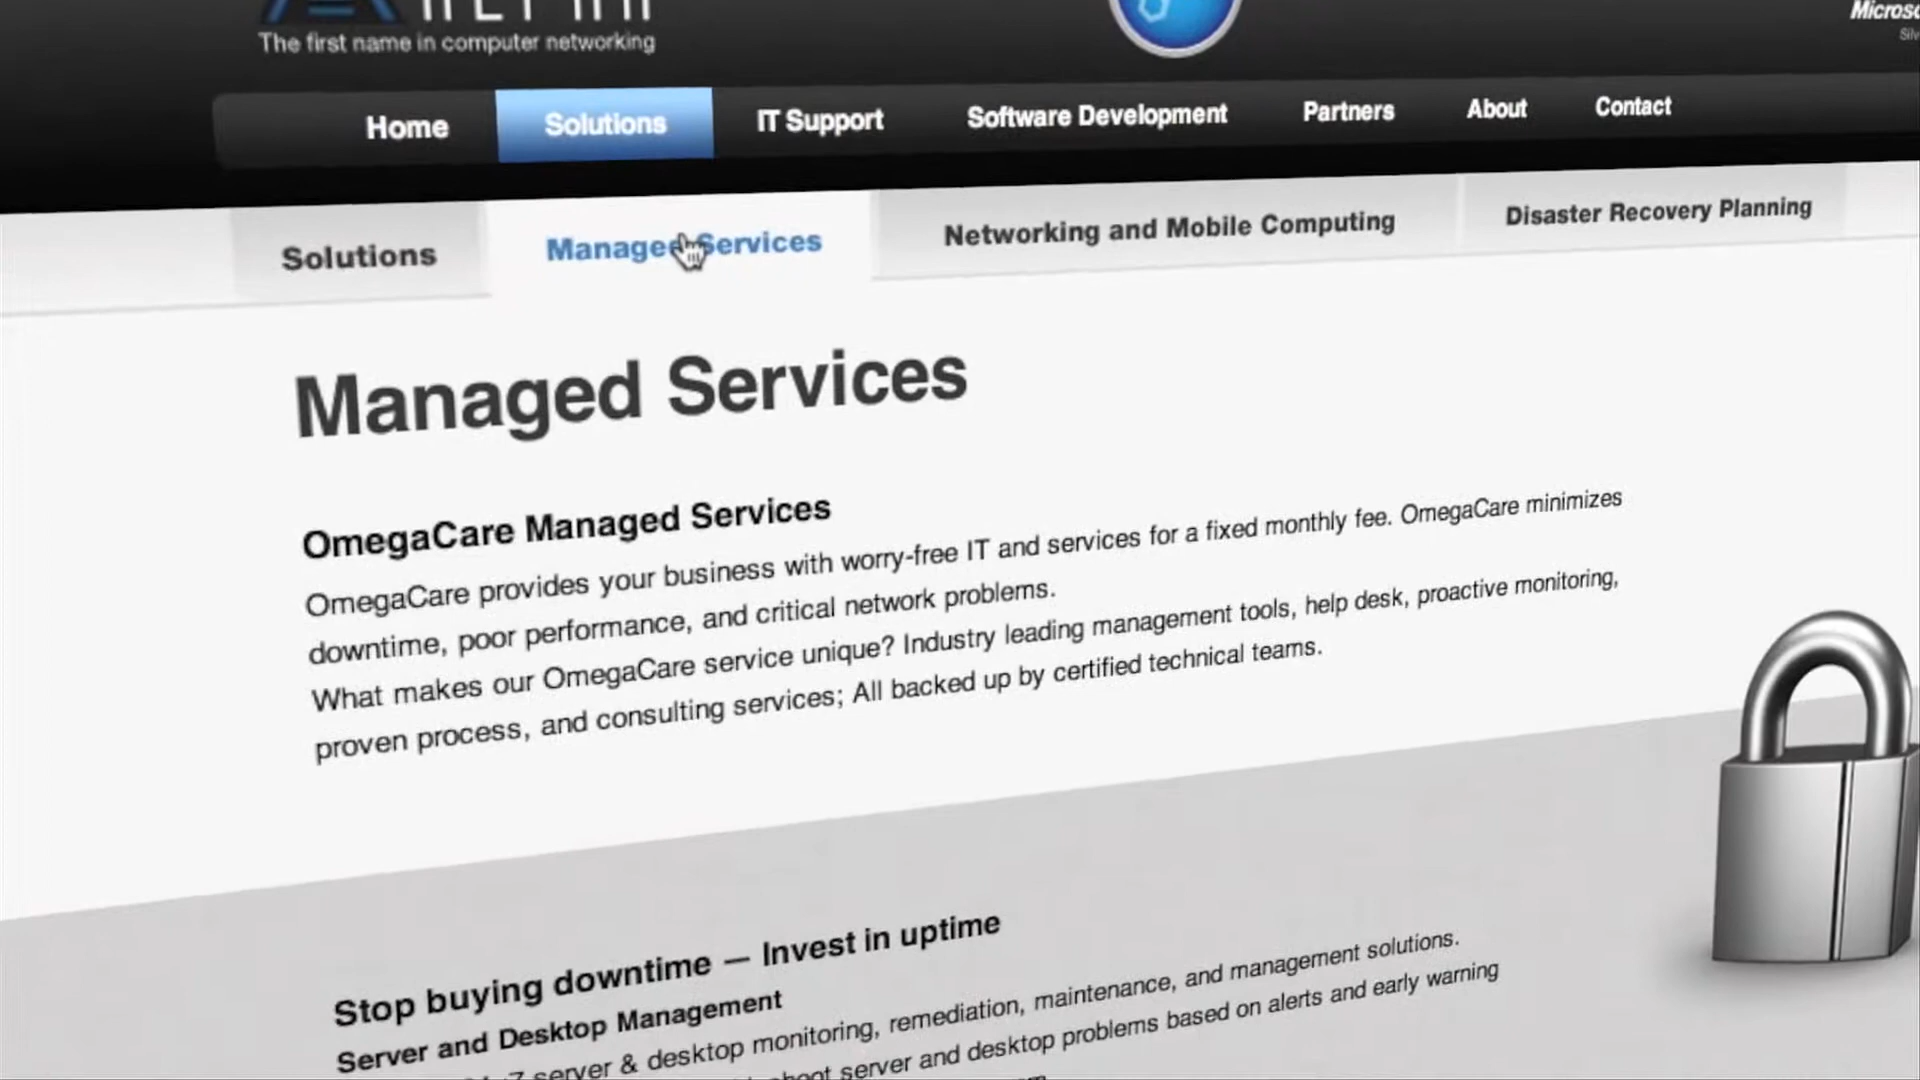 The first name in computer networking
Home Solutions IT Support Software Development Partners About Contact
Solutions Managed Services Networking and Mobile Computing Disaster Recovery Planning
Managed Services
OmegaCare Managed Services
OmegaCare provides your business with worry-free IT and services for a fixed monthly fee. OmegaCare minimizes
downtime, poor performance, and critical network problems.
What makes our OmegaCare service unique? Industry leading management tools, help desk, proactive monitoring,
proven process, and consulting services; All backed up by certified technical teams.
Stop buying downtime — Invest in uptime
Server and Desktop Management
server & desktop monitoring, remediation, maintenance, and management solutions.
server and desktop problems based on alerts and early warning